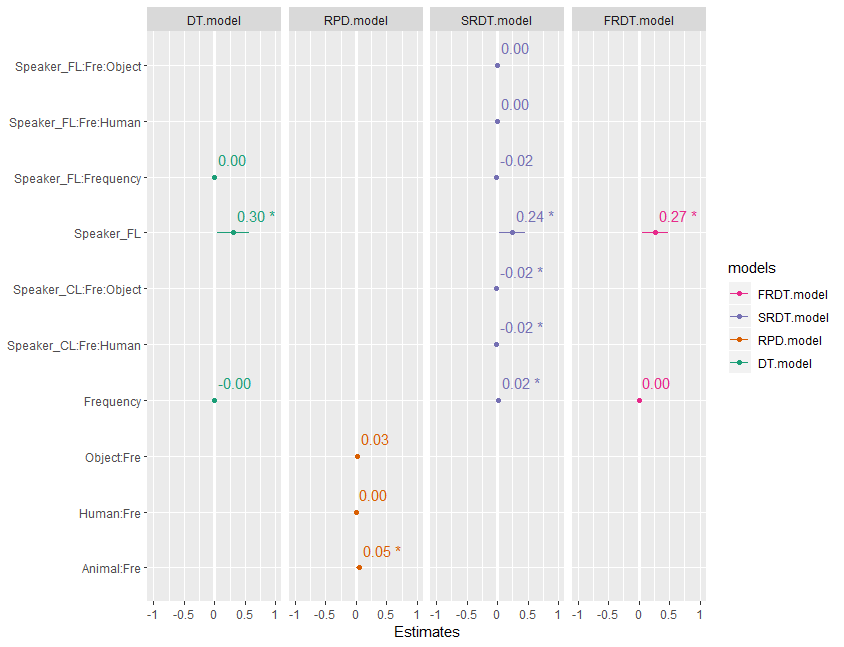 DT.model RPD.model SRDT.model FRDT.model
Speaker_FL:Fre:Object 0.00
Speaker_FL:Fre:Human 0.00
Speaker_FL:Frequency 0.00 -0.02
Speaker_FL 0.30 * 0.24 * 0.27 *
Speaker_CL:Fre:Object -0.02 *
Speaker_CL:Fre:Human -0.02 *
Frequency -0.00 0.02 * 0.00
Object:Fre 0.03
Human:Fre 0.00
Animal:Fre 0.05 *
-1 -0.5 0 0.5 1 -1 -0.5 0 0.5 1 -1 -0.5 0 0.5 1 -1 -0.5 0 0.5 1
Estimates
models
FRDT.model
SRDT.model
RPD.model
DT.model